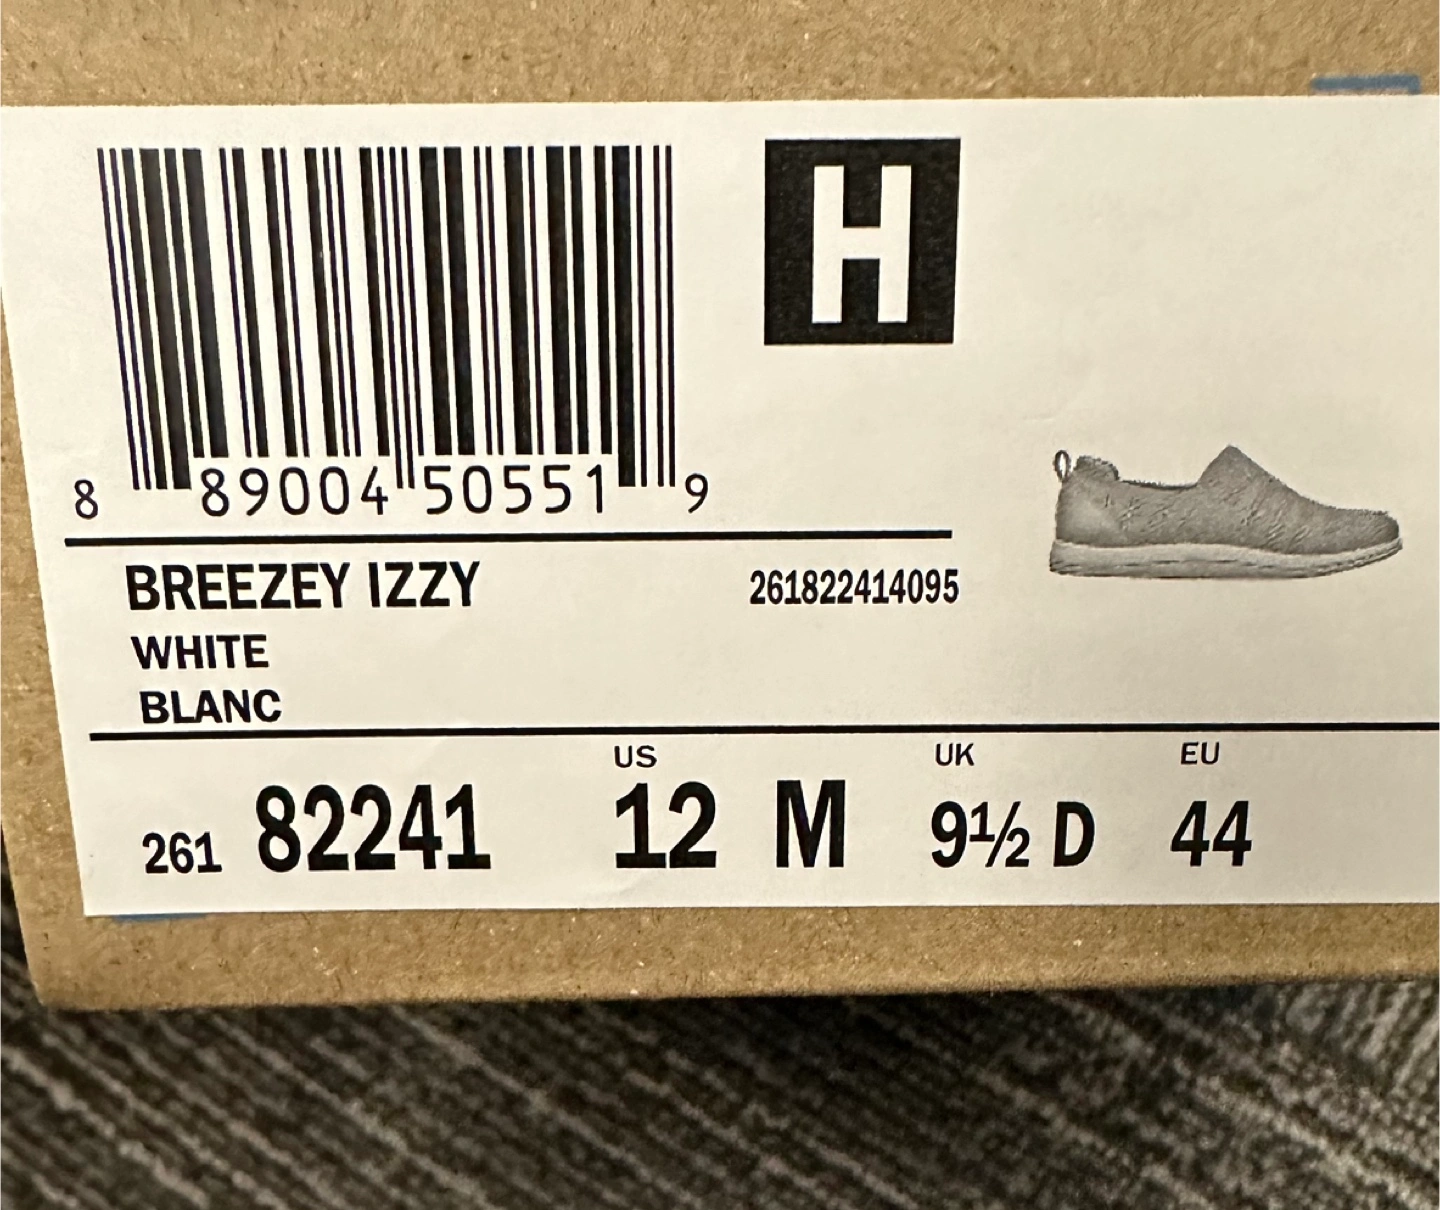 H
8 89004 50551 9
BREEZEY IZZY 261822414095
WHITE
BLANC
US UK EU
261 82241 12 M 9½ D 44